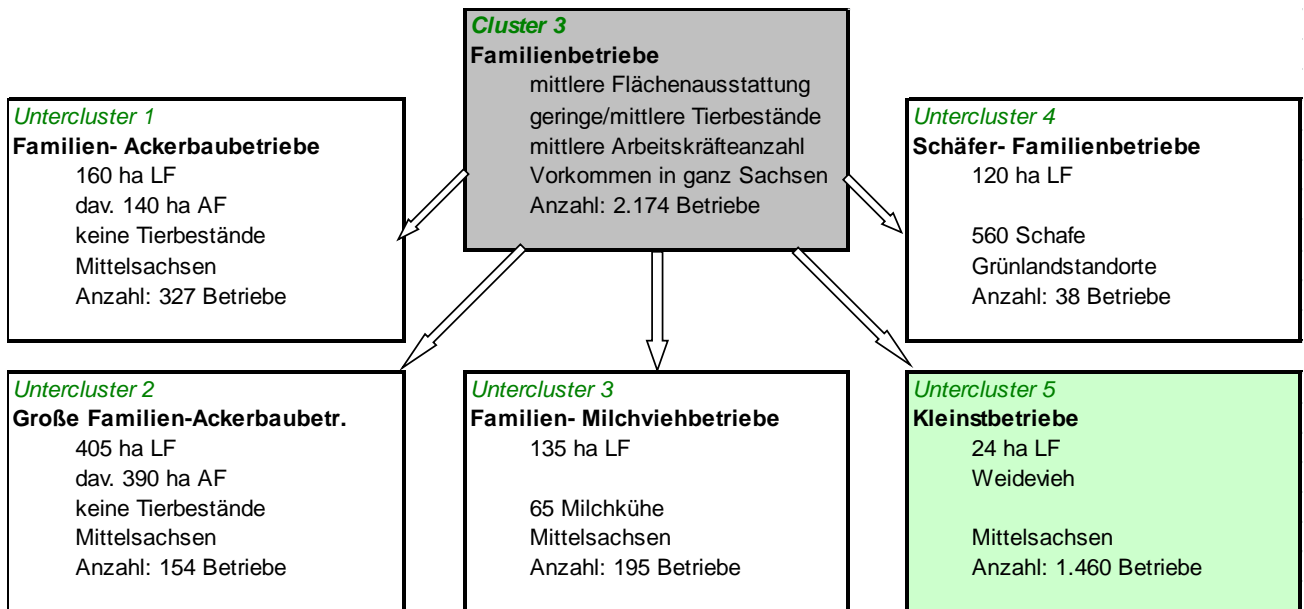 Cluster 3
Familienbetriebe
mittlere Flächenausstattung
geringe/mittlere Tierbestände
mittlere Arbeitskräfteanzahl
Vorkommen in ganz Sachsen
Anzahl: 2.174 Betriebe
Untercluster 1
Familien- Ackerbaubetriebe
160 ha LF
dav. 140 ha AF
keine Tierbestände
Mittelsachsen
Anzahl: 327 Betriebe
Untercluster 4
Schäfer- Familienbetriebe
120 ha LF
560 Schafe
Grünlandstandorte
Anzahl: 38 Betriebe
Untercluster 2
Große Familien-Ackerbaubetr.
405 ha LF
dav. 390 ha AF
keine Tierbestände
Mittelsachsen
Anzahl: 154 Betriebe
Untercluster 3
Familien- Milchviehbetriebe
135 ha LF
65 Milchkühe
Mittelsachsen
Anzahl: 195 Betriebe
Untercluster 5
Kleinstbetriebe
24 ha LF
Weidevieh
Mittelsachsen
Anzahl: 1.460 Betriebe